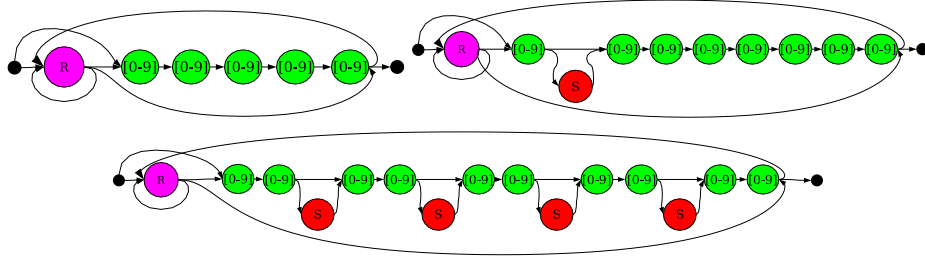 R [0-9] [0-9] [0-9] [0-9] [0-9]
R [0-9] [0-9] [0-9] [0-9] [0-9] [0-9] [0-9] [0-9]
S
R [0-9] [0-9] [0-9] [0-9] [0-9] [0-9] [0-9] [0-9] [0-9] [0-9]
S S S S